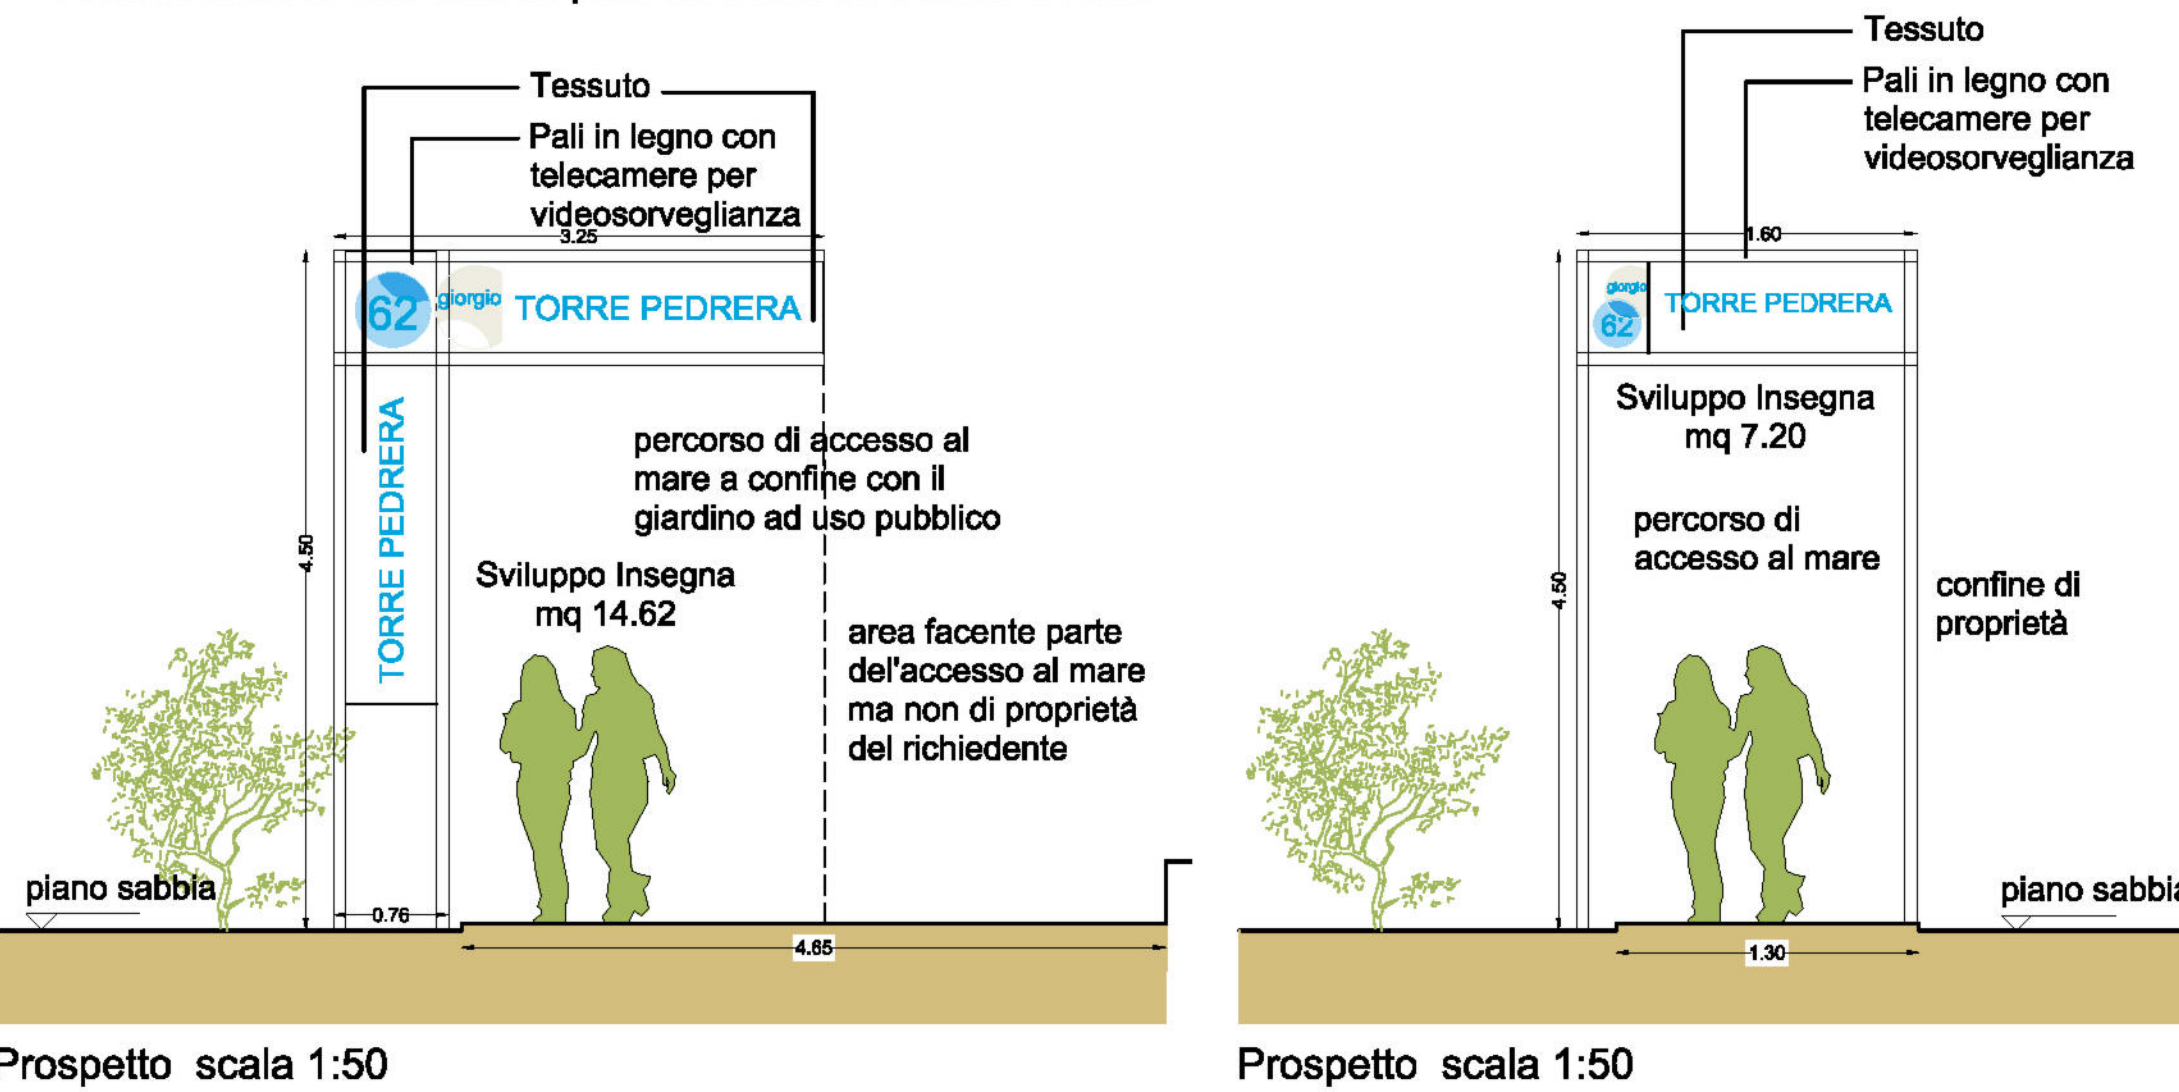 Tessuto
Pali in legno con
telecamere per
videosorveglianza
3.25
62
giorgio
TORRE PEDRERA
TORRE PEDRERA
4.50
percorso di accesso al
mare a confine con il
giardino ad uso pubblico
Sviluppo Insegna
mq 14.62
area facente parte
del'accesso al mare
ma non di proprietà
del richiedente
piano sabbia
0.76
4.65
Prospetto scala 1:50
Tessuto
Pali in legno con
telecamere per
videosorveglianza
1.60
giorgio
62
TORRE PEDRERA
Sviluppo Insegna
mq 7.20
percorso di
accesso al mare
4.50
confine di
proprietà
piano sabbia
1.30
Prospetto scala 1:50